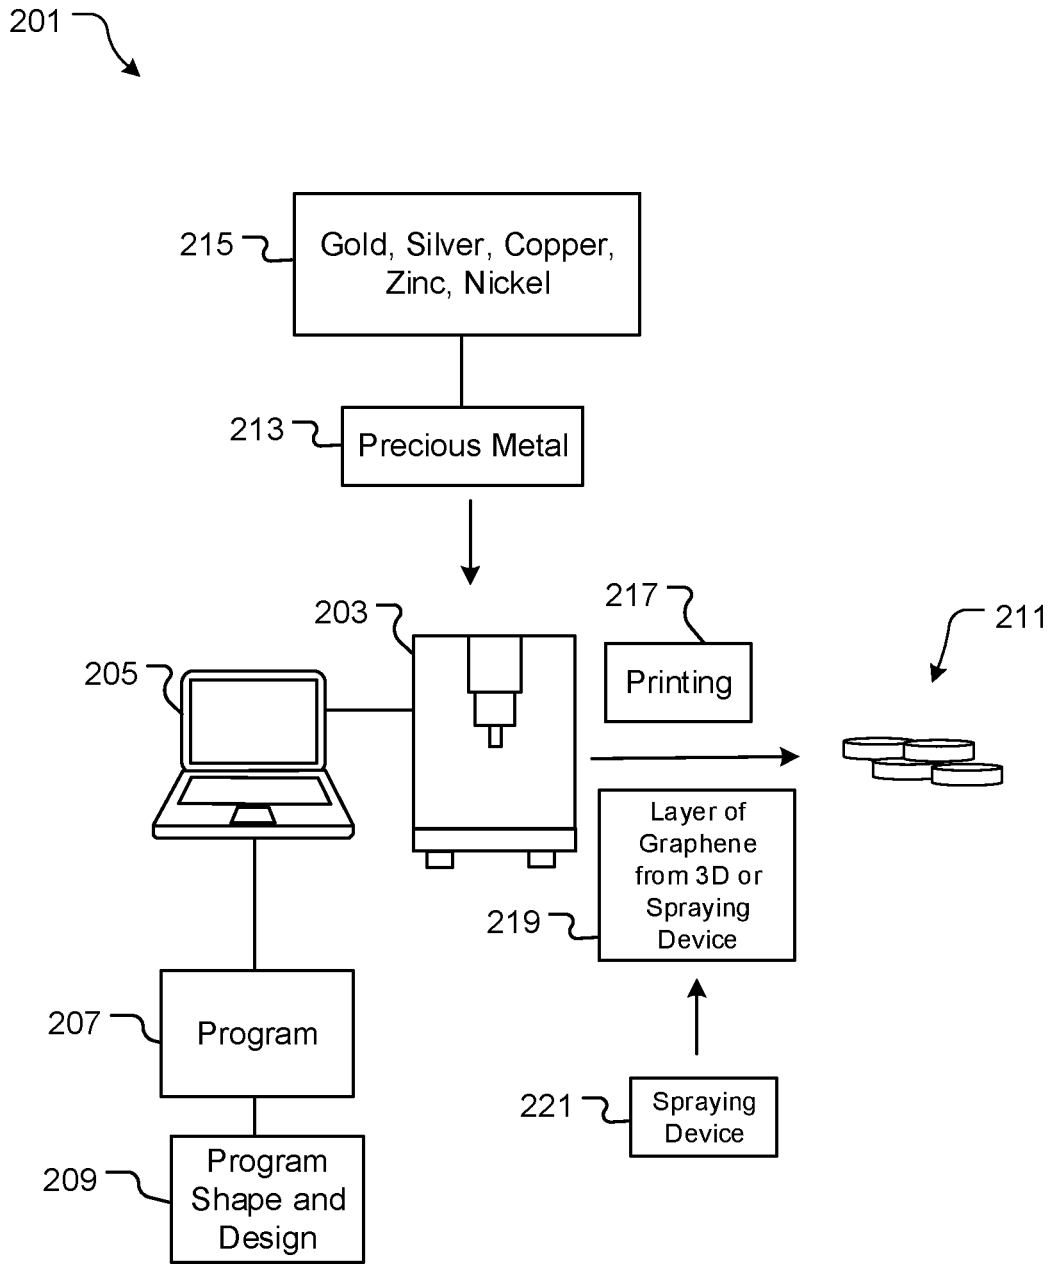 201
215
Gold, Silver, Copper,
Zinc, Nickel
213
Precious Metal
203
217
211
205
Printing
Layer of
Graphene
from 3D or
Spraying
Device
219
207
Program
221
Spraying
Device
209
Program
Shape and
Design